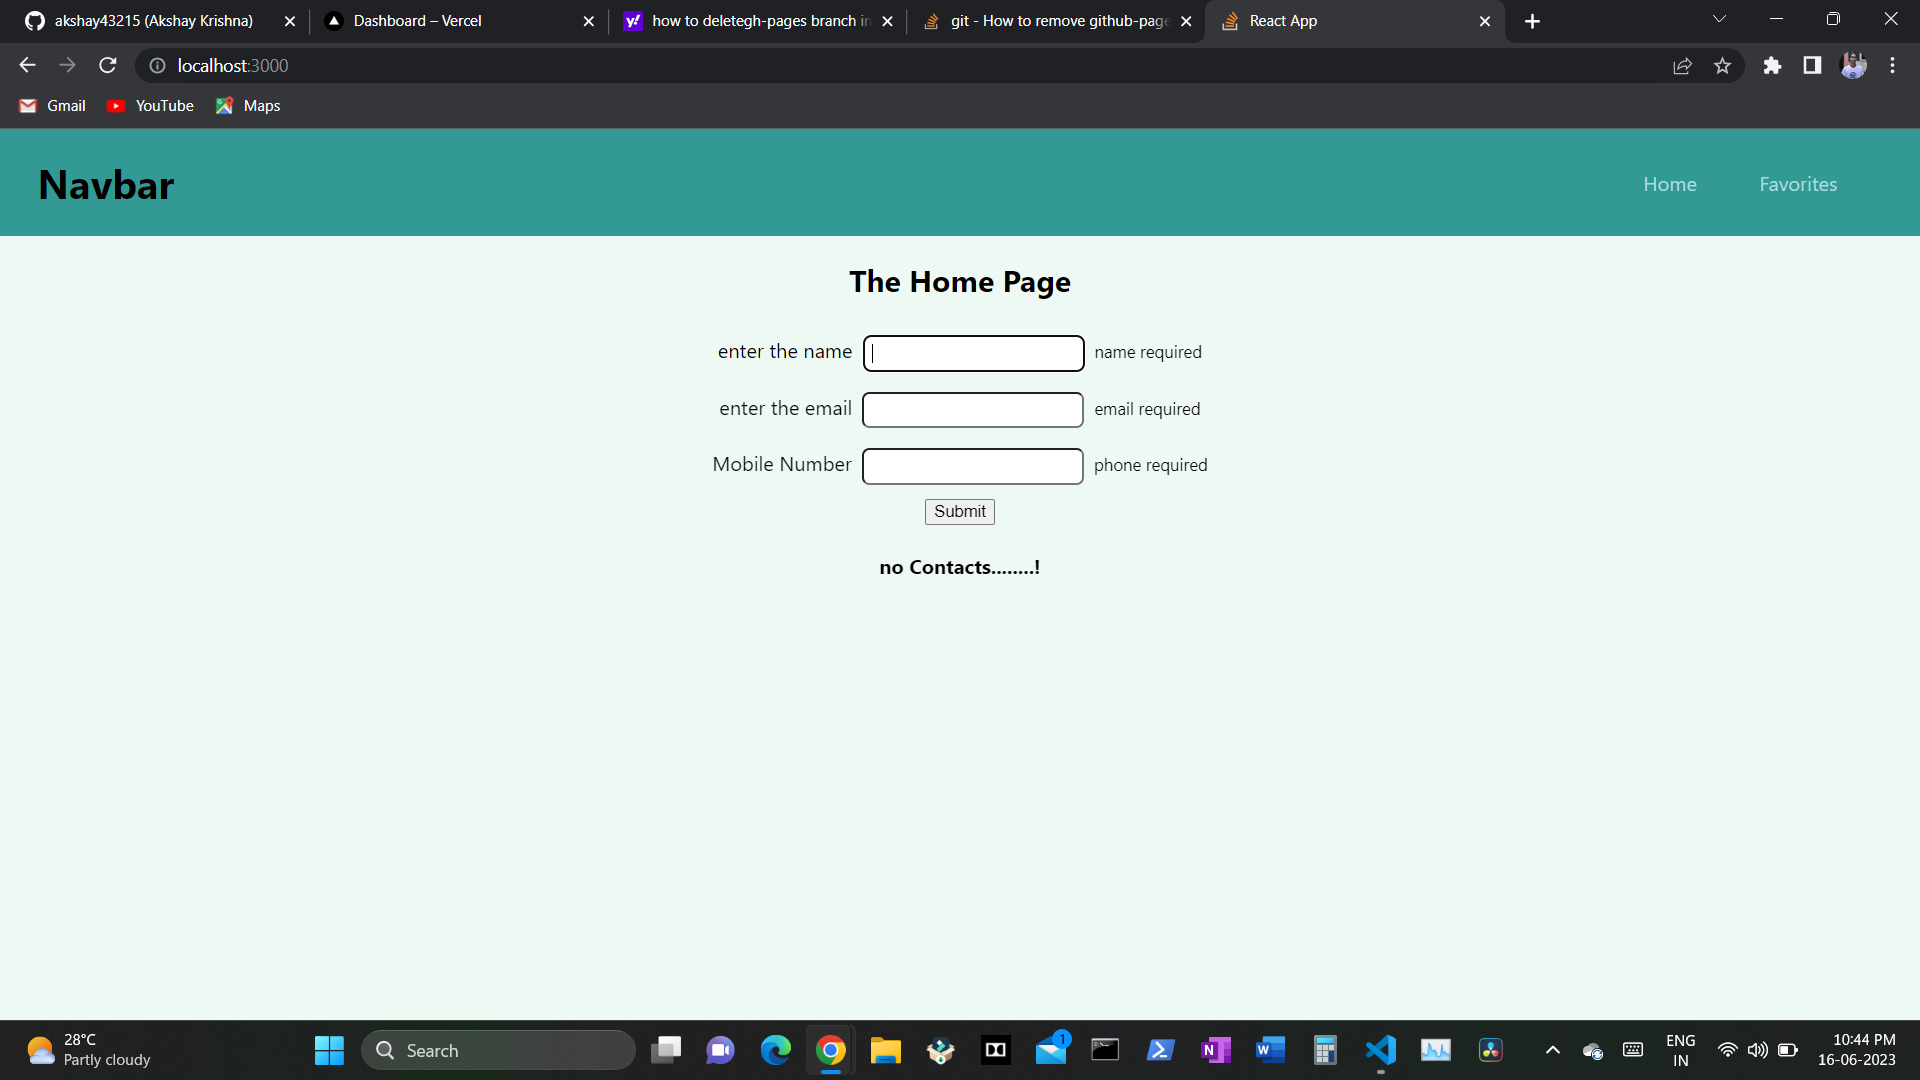 akshay43215 (Akshay Krishna)
Dashboard – Vercel
how to deletegh-pages branch in
git - How to remove github-page
React App
localhost:3000
Gmail
YouTube
Maps
Navbar
Home
Favorites
The Home Page
enter the name
name required
enter the email
email required
Mobile Number
phone required
Submit
no Contacts........!
28°C
Partly cloudy
Search
1
ENG
IN
10:44 PM
16-06-2023